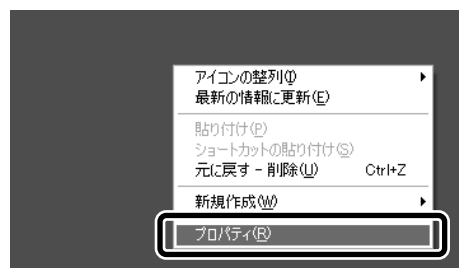 アイコンの整列(I)
最新の情報に更新(E)
貼り付け(P)
ショートカットの貼り付け(S)
元に戻す - 削除(U) Ctrl+Z
新規作成(W)
プロパティ(R)